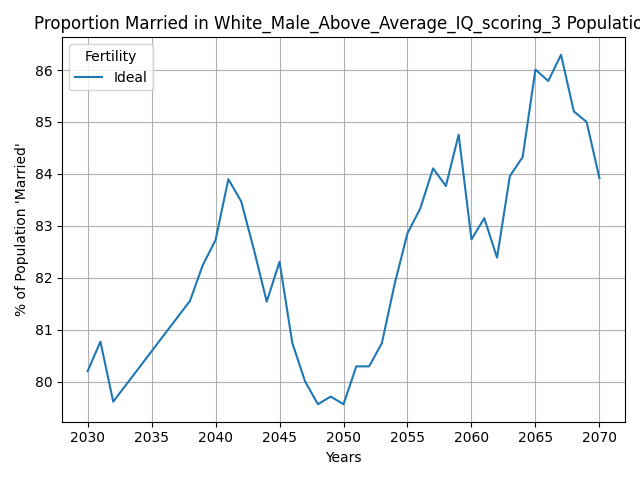 Proportion Married in White_Male_Above_Average_IQ_scoring_3 Populatio
Fertility
Ideal
% of Population 'Married'
86
85
84
83
82
81
80
2030 2035 2040 2045 2050 2055 2060 2065 2070
Years